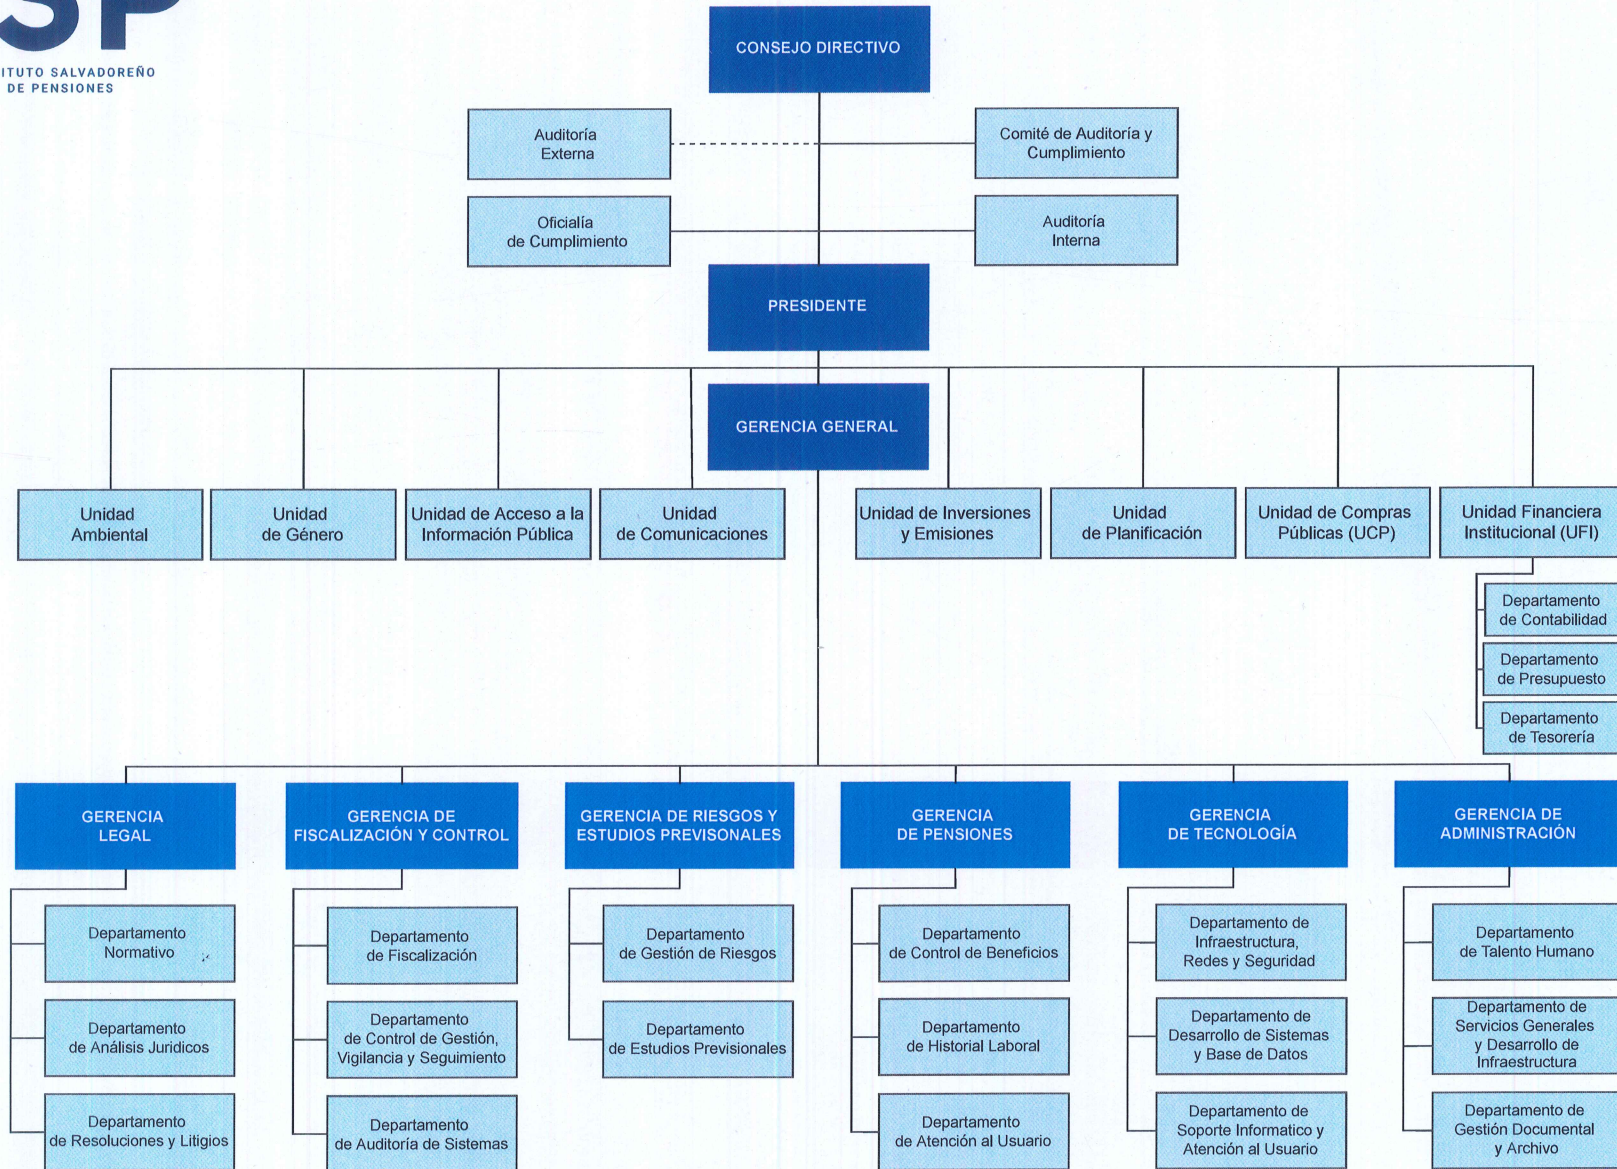 SP
ITUTO SALVADOREÑO
DE PENSIONES
CONSEJO DIRECTIVO
Auditoría
Externa
Comité de Auditoría y
Cumplimiento
Oficialía
de Cumplimiento
Auditoría
Interna
PRESIDENTE
GERENCIA GENERAL
Unidad
Ambiental
Unidad
de Género
Unidad de Acceso a la
Información Pública
Unidad
de Comunicaciones
Unidad de Inversiones
y Emisiones
Unidad
de Planificación
Unidad de Compras
Públicas (UCP)
Unidad Financiera
Institucional (UFI)
Departamento
de Contabilidad
Departamento
de Presupuesto
Departamento
de Tesorería
GERENCIA
LEGAL
GERENCIA DE
FISCALIZACIÓN Y CONTROL
GERENCIA DE RIESGOS Y
ESTUDIOS PREVISONALES
GERENCIA
DE PENSIONES
GERENCIA
DE TECNOLOGÍA
GERENCIA DE
ADMINISTRACIÓN
Departamento
Normativo
Departamento
de Análisis Juridicos
Departamento
de Resoluciones y Litigios
Departamento
de Fiscalización
Departamento
de Control de Gestión,
Vigilancia y Seguimiento
Departamento
de Auditoría de Sistemas
Departamento
de Gestión de Riesgos
Departamento
de Estudios Previsionales
Departamento
de Control de Beneficios
Departamento
de Historial Laboral
Departamento
de Atención al Usuario
Departamento de
Infraestructura,
Redes y Seguridad
Departamento de
Desarrollo de Sistemas
y Base de Datos
Departamento de
Soporte Informatico y
Atención al Usuario
Departamento
de Talento Humano
Departamento de
Servicios Generales
y Desarrollo de
Infraestructura
Departamento de
Gestión Documental
y Archivo